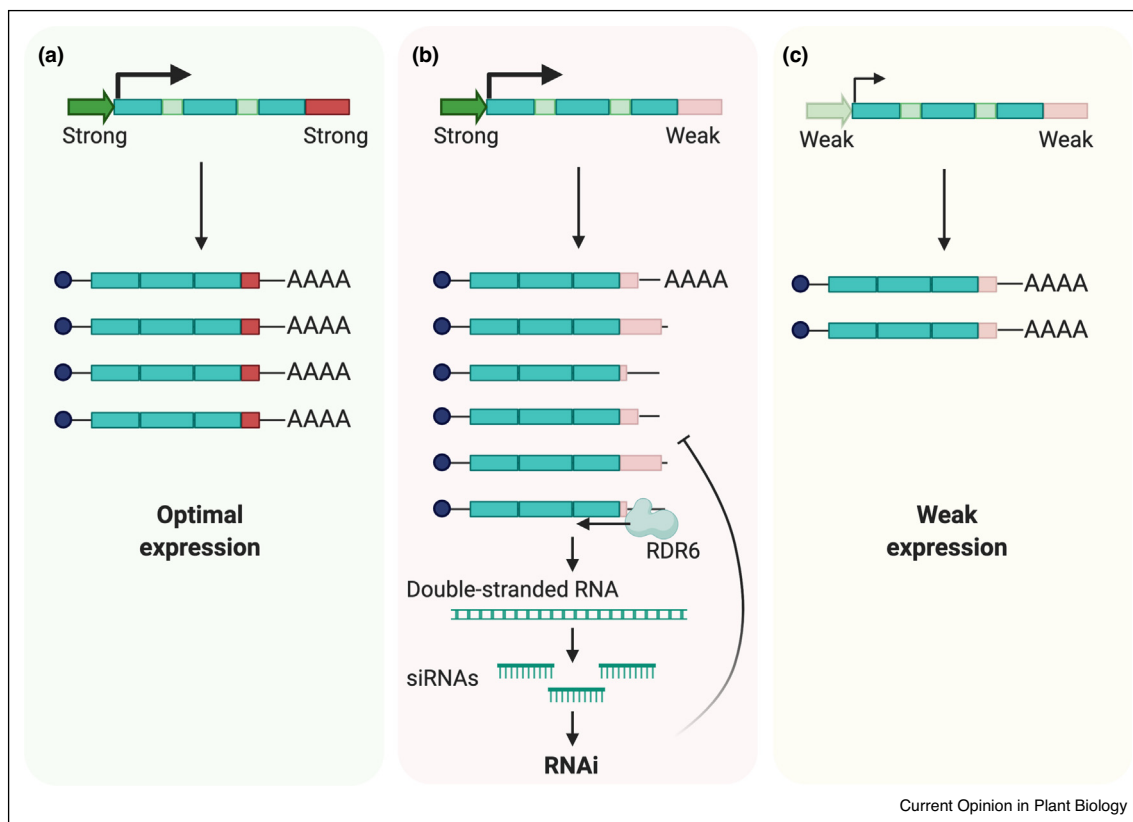 (a)
Strong
Strong
AAAA
AAAA
AAAA
AAAA
Optimal
expression
(b)
Strong
Weak
AAAA
RDR6
Double-stranded RNA
siRNAs
RNAi
(c)
Weak
Weak
AAAA
AAAA
Weak
expression
Current Opinion in Plant Biology